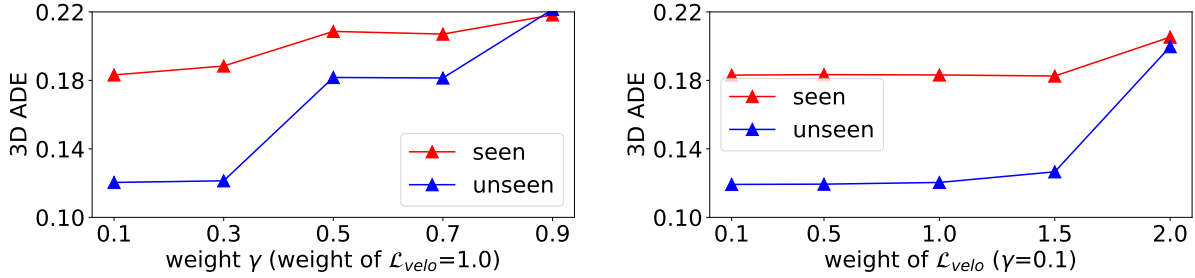 3D ADE
0.22
0.18
0.14
0.10
seen
unseen
0.1 0.3 0.5 0.7 0.9
weight γ (weight of ℒvelo=1.0)
3D ADE
0.22
0.18
0.14
0.10
seen
unseen
0.1 0.5 1.0 1.5 2.0
weight of ℒvelo (γ=0.1)